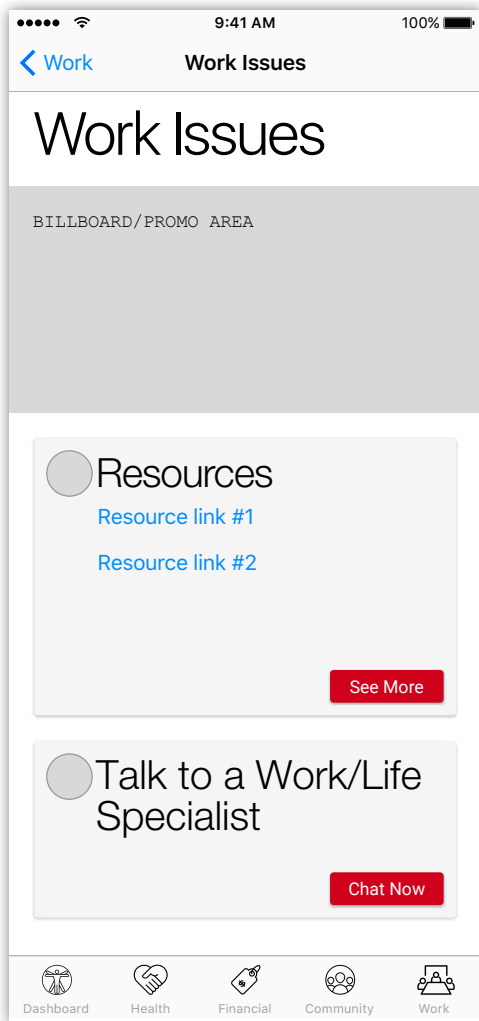 9:41 AM
100%
Work
Work Issues
Work Issues
BILLBOARD/PROMO AREA
Resources
Resource link #1
Resource link #2
See More
Talk to a Work/Life
Specialist
Chat Now
Dashboard
Health
Financial
Community
Work